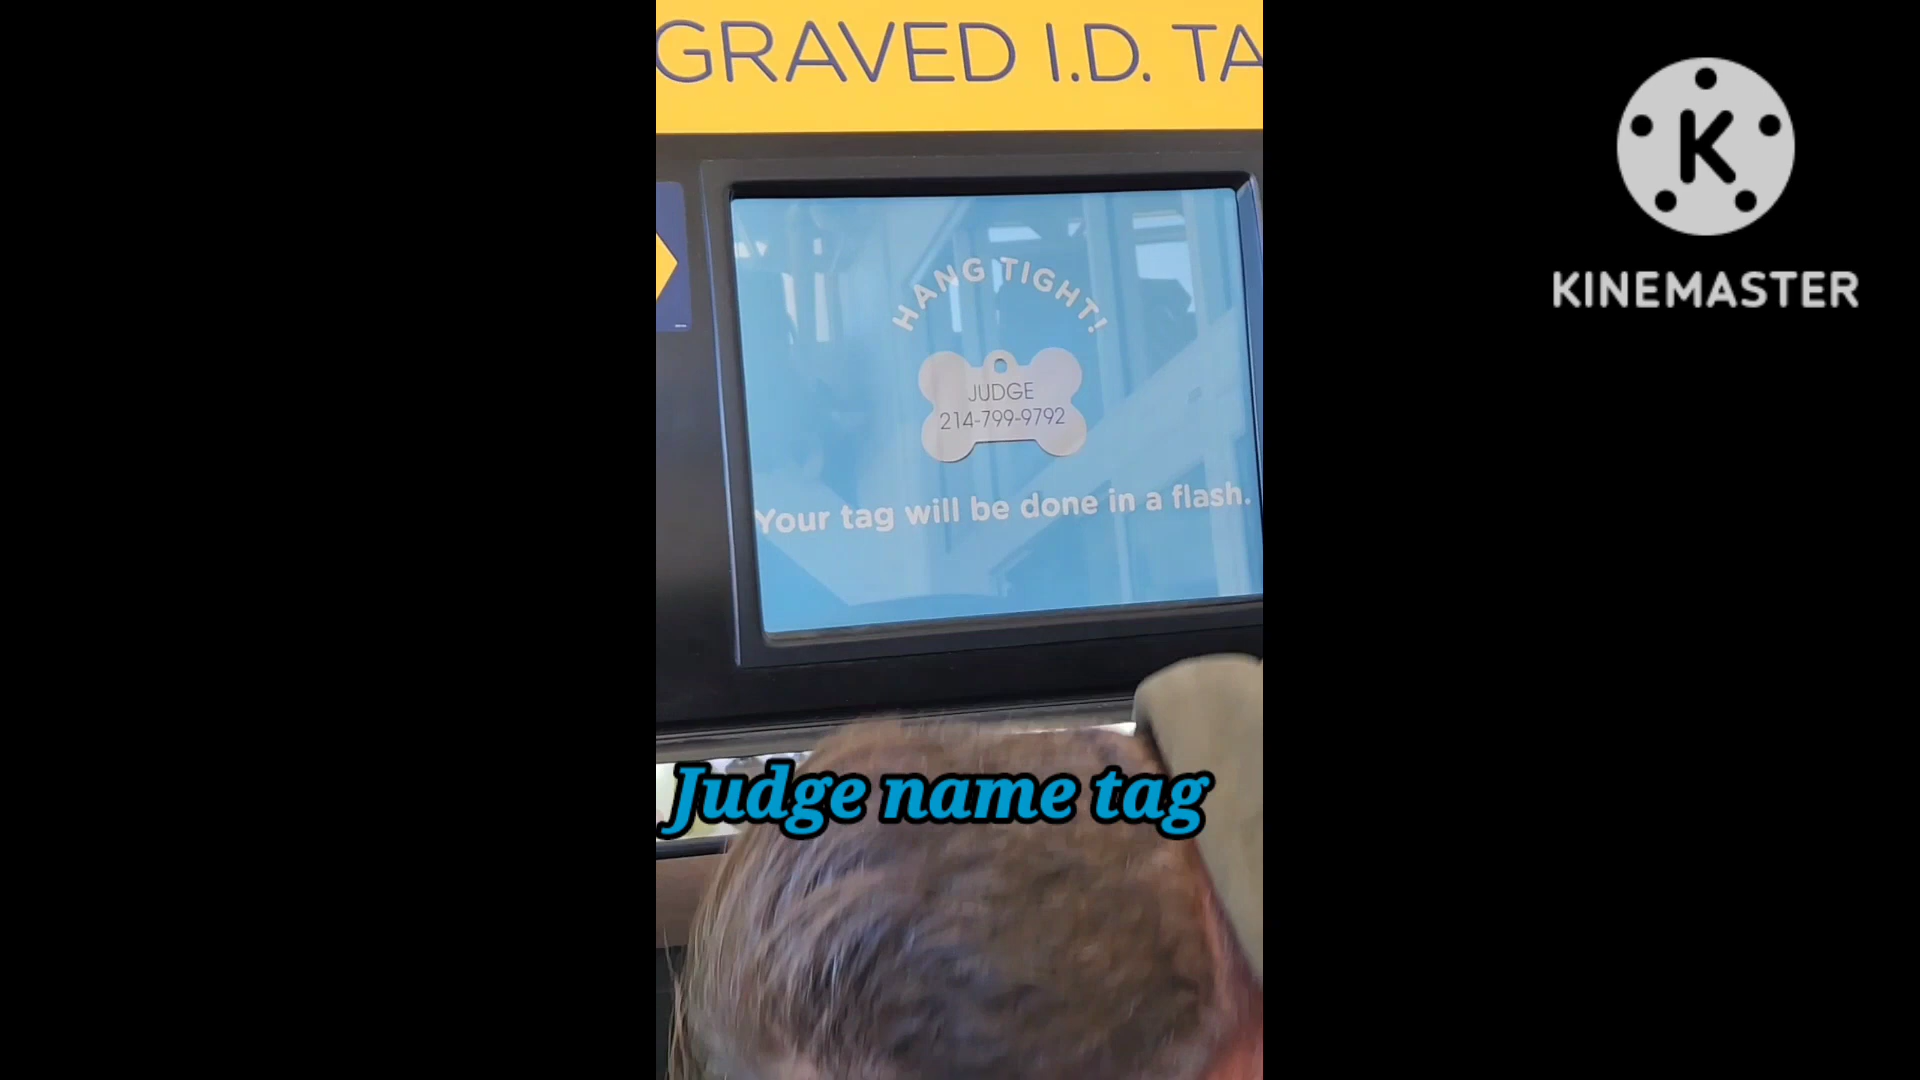 GRAVED I.D. TA
HANG TIGHT!
JUDGE
214-799-9792
Your tag will be done in a flash.
Judge name tag
K
KINEMASTER